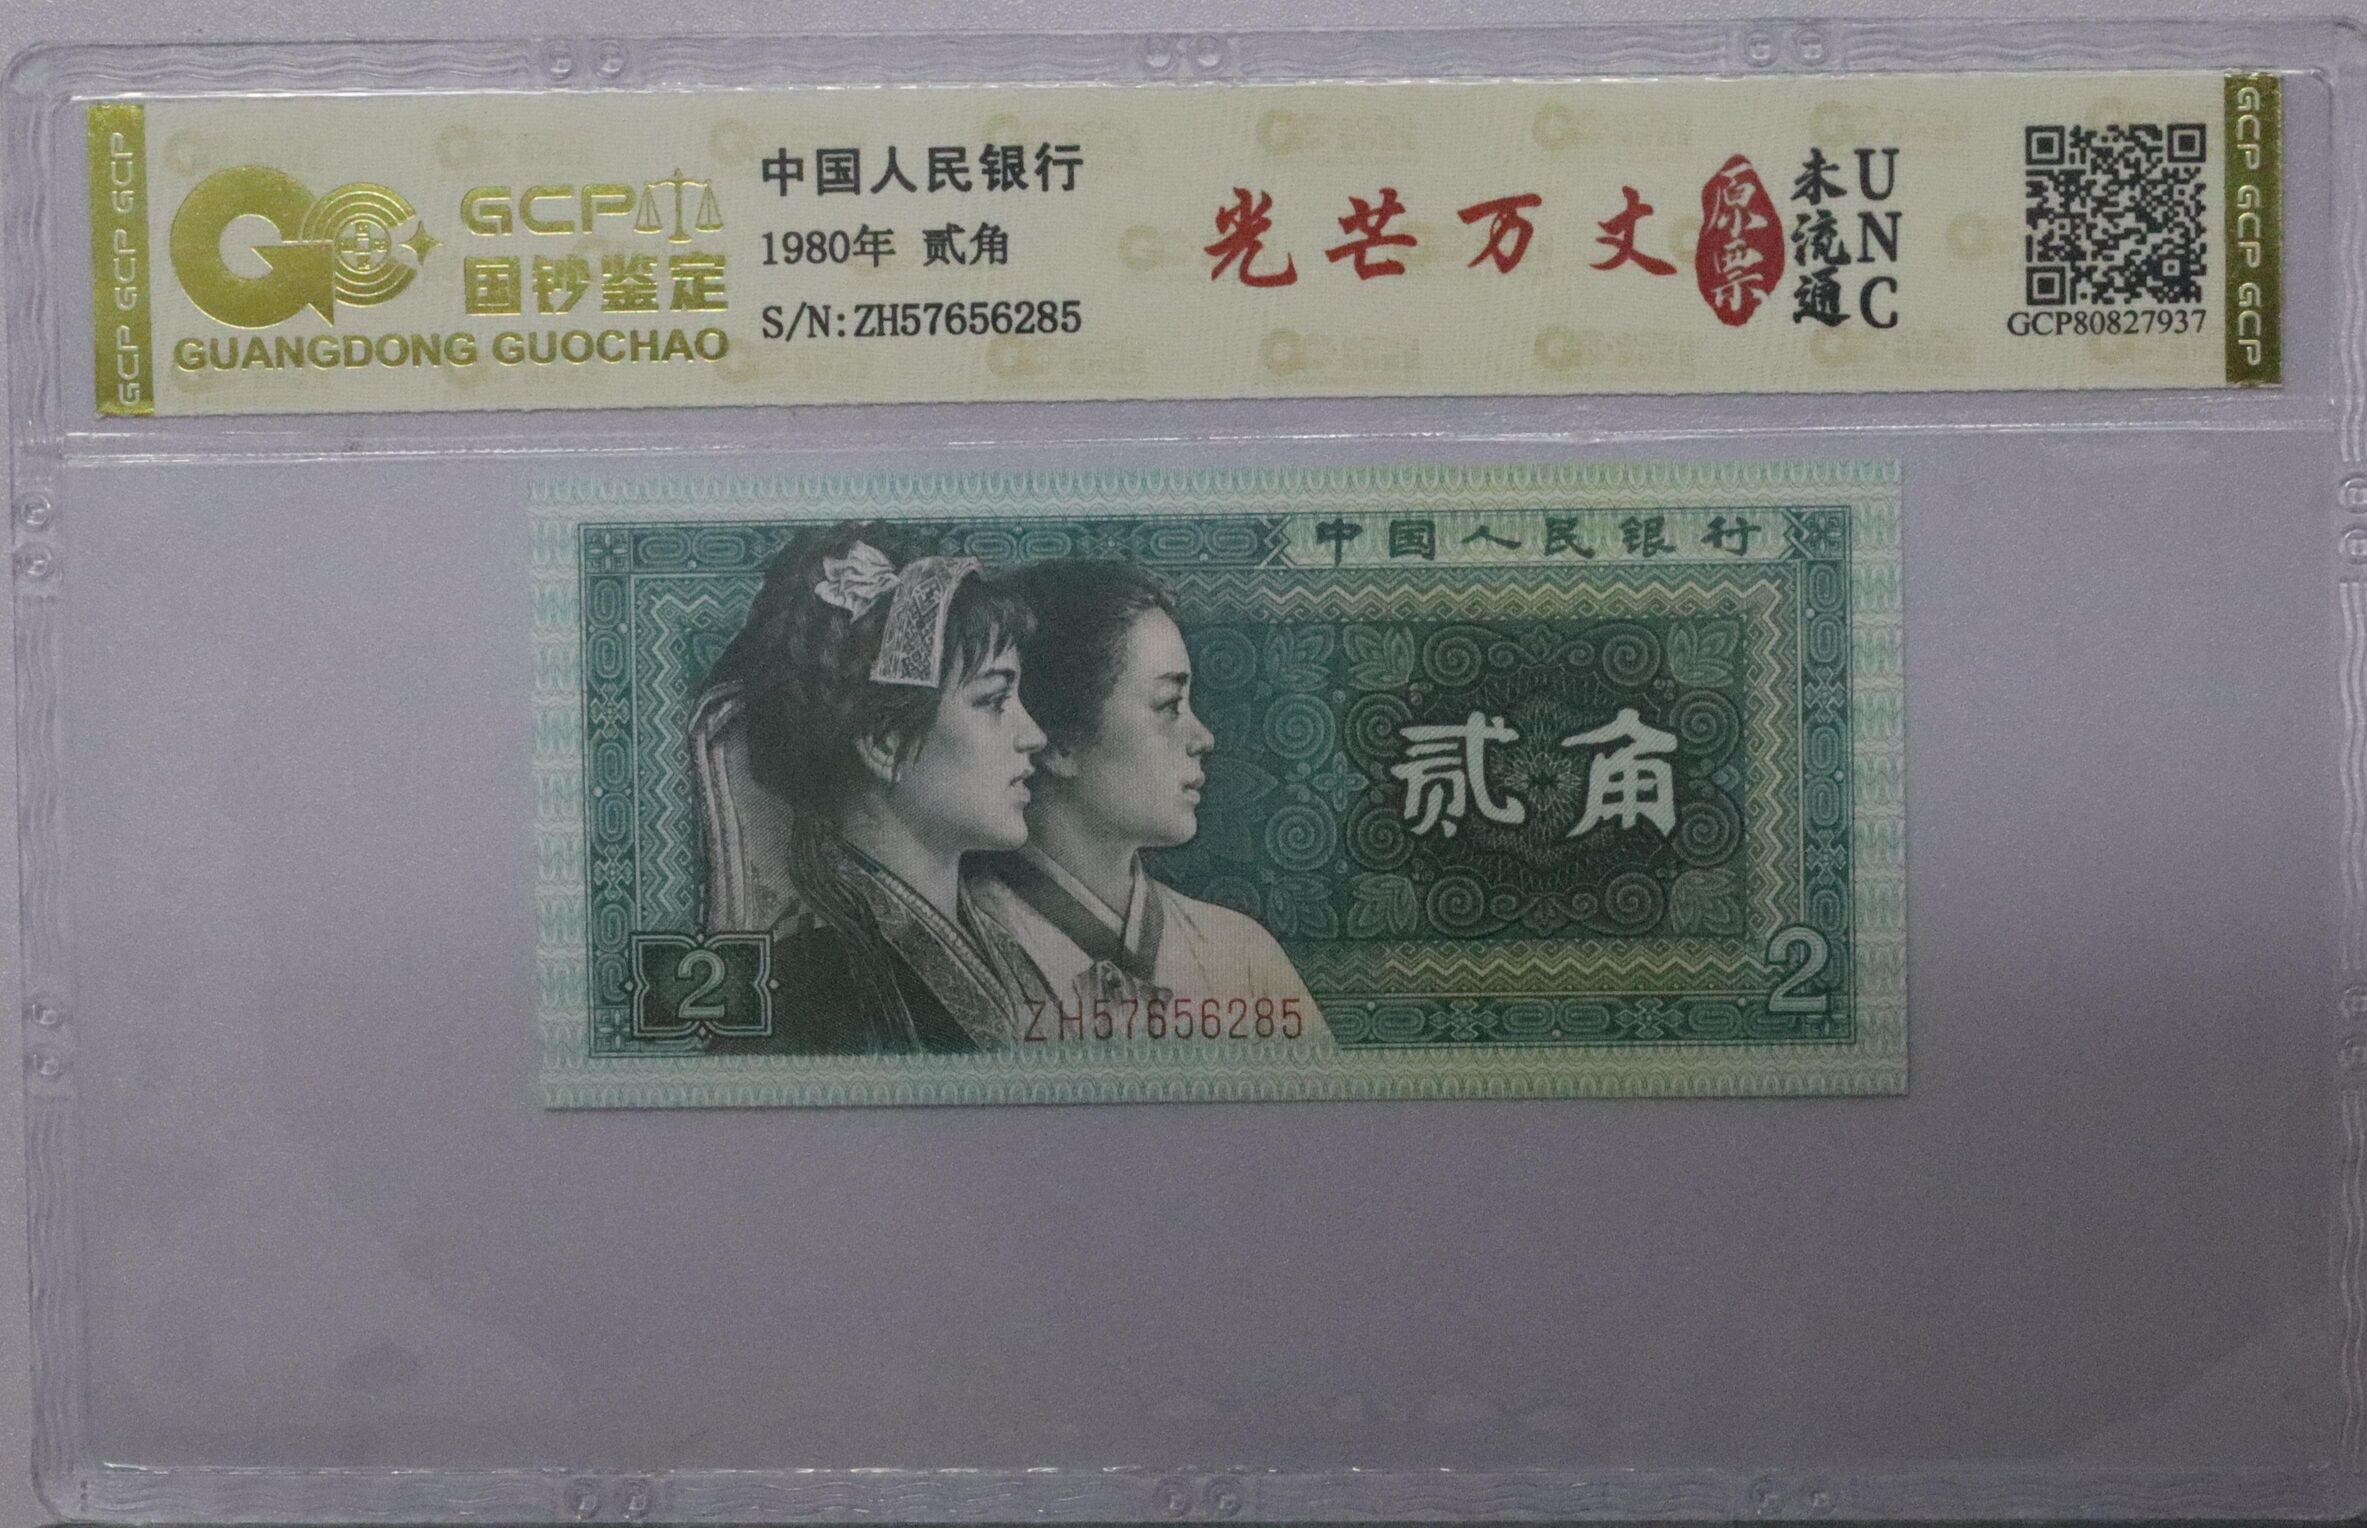 GCP GCP GCP
GCP
国钞鉴定
GUANGDONG GUOCHAO
中国人民银行
1980年 贰角
S/N:ZH57656285
光芒万丈
原票
未流通
UNC
GCP80827937
GCP GCP GCP
中国人民银行
贰角
2
2
ZH57656285